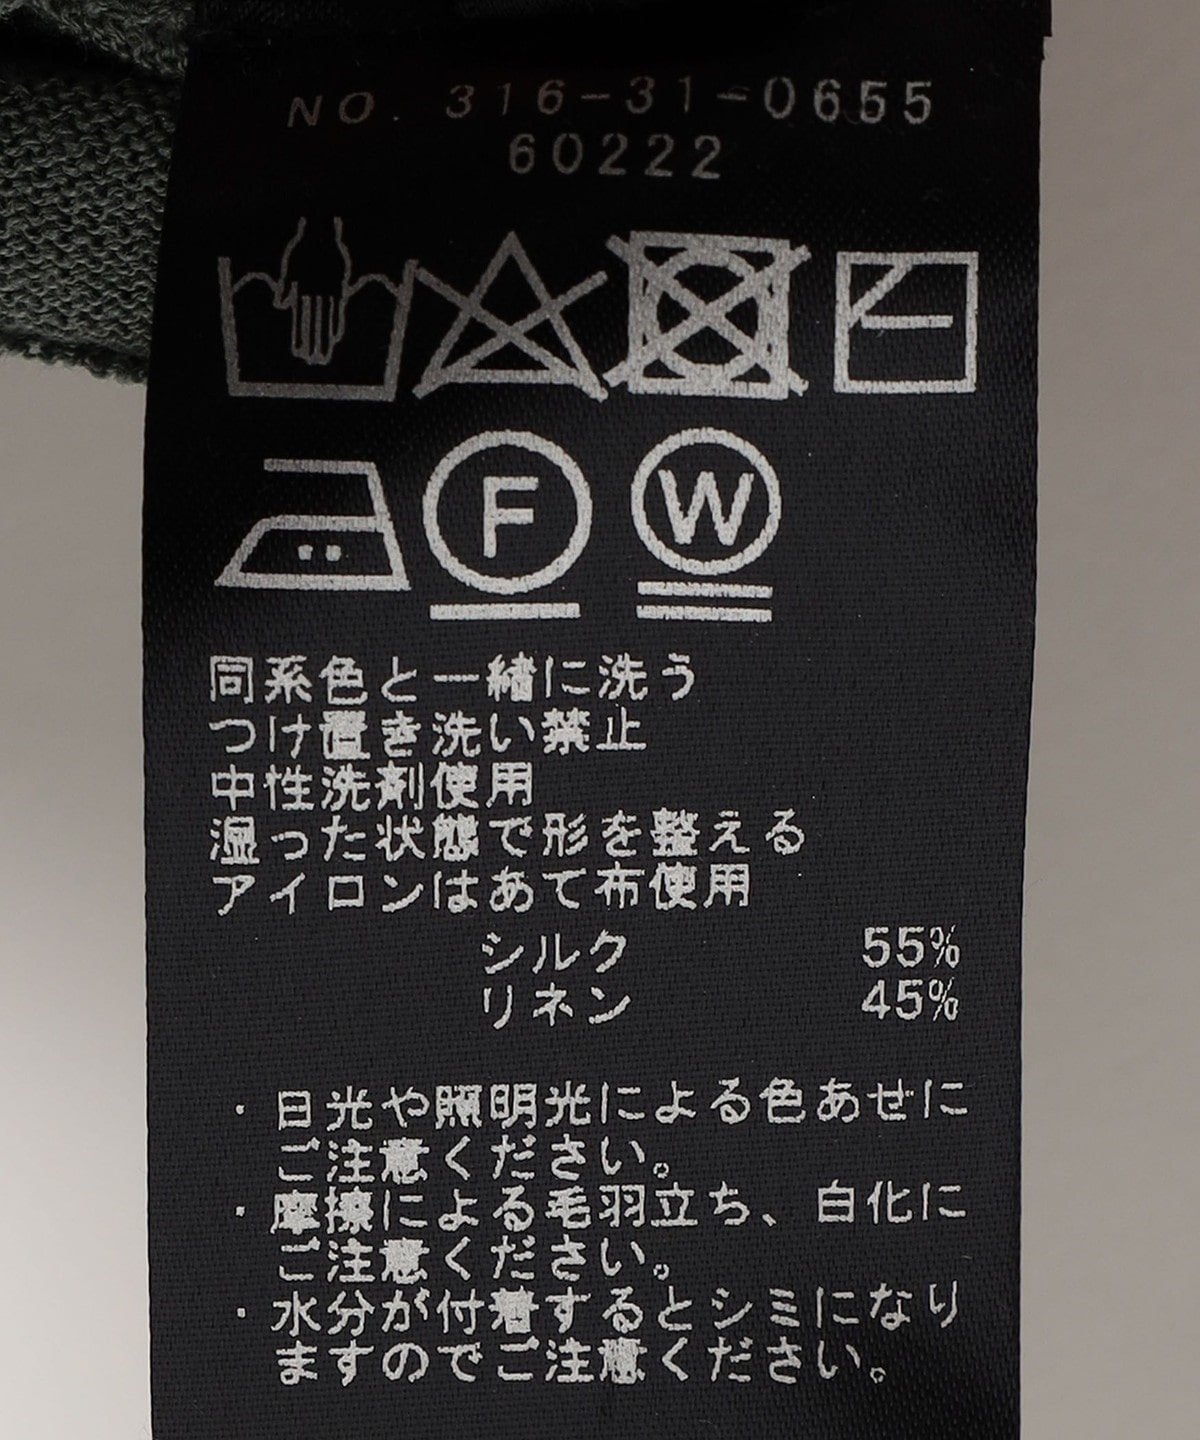 NO. 316-31-0655
60222
F
W
同系色と一緒に洗う
つけ置き洗い禁止
中性洗剤使用
湿った状態で形を整える
アイロンはあて布使用
シルク 55%
リネン 45%
・日光や照明光による色あせに
ご注意ください。
・摩擦による毛羽立ち、白化に
ご注意ください。
・水分が付着するとシミになり
ますのでご注意ください。